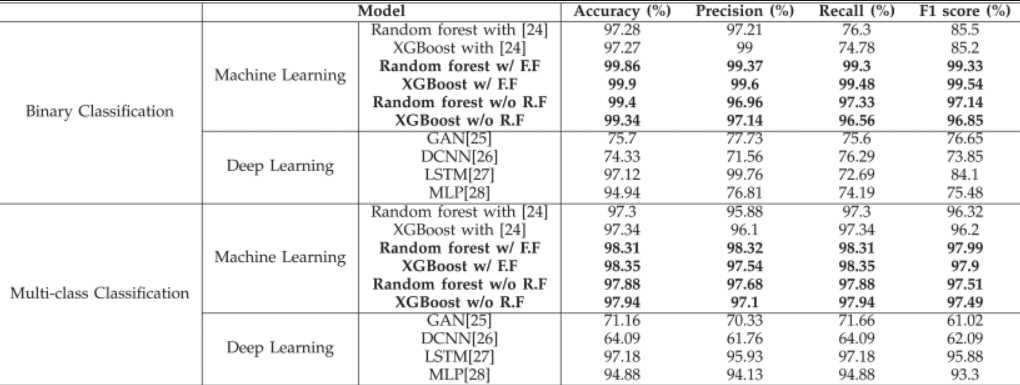 Model Accuracy (%) Precision (%) Recall (%) F1 score (%)
Binary Classification
Machine Learning
Random forest with [24] 97.28 97.21 76.3 85.5
XGBoost with [24] 97.27 99 74.78 85.2
Random forest w/ F.F 99.86 99.37 99.3 99.33
XGBoost w/ F.F 99.9 99.6 99.48 99.54
Random forest w/o R.F 99.4 96.96 97.33 97.14
XGBoost w/o R.F 99.34 97.14 96.56 96.85
Deep Learning
GAN[25] 75.7 77.73 75.6 76.65
DCNN[26] 74.33 71.56 76.29 73.85
LSTM[27] 97.12 99.76 72.69 84.1
MLP[28] 94.94 76.81 74.19 75.48
Multi-class Classification
Machine Learning
Random forest with [24] 97.3 95.88 97.3 96.32
XGBoost with [24] 97.34 96.1 97.34 96.2
Random forest w/ F.F 98.31 98.32 98.31 97.99
XGBoost w/ F.F 98.35 97.54 98.35 97.9
Random forest w/o R.F 97.88 97.68 97.88 97.51
XGBoost w/o R.F 97.94 97.1 97.94 97.49
Deep Learning
GAN[25] 71.16 70.33 71.66 61.02
DCNN[26] 64.09 61.76 64.09 62.09
LSTM[27] 97.18 95.93 97.18 95.88
MLP[28] 94.88 94.13 94.88 93.3